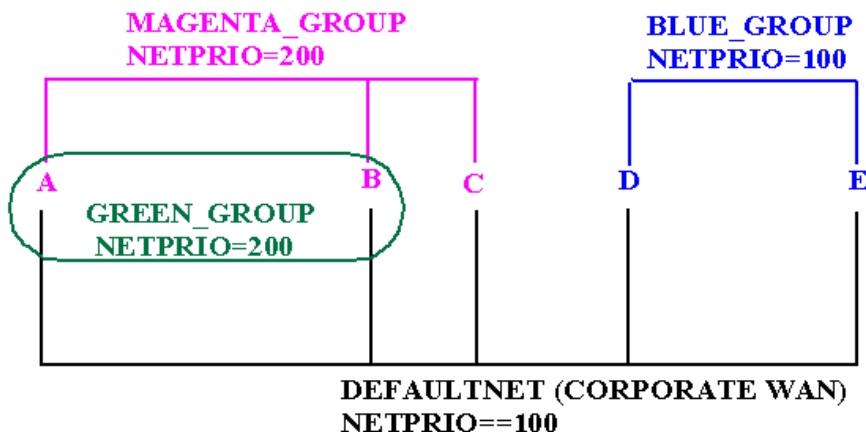 MAGENTA_GROUP
NETPRIO=200
BLUE_GROUP
NETPRIO=100
A
B
C
D
E
GREEN_GROUP
NETPRIO=200
DEFAULTNET (CORPORATE WAN)
NETPRIO==100